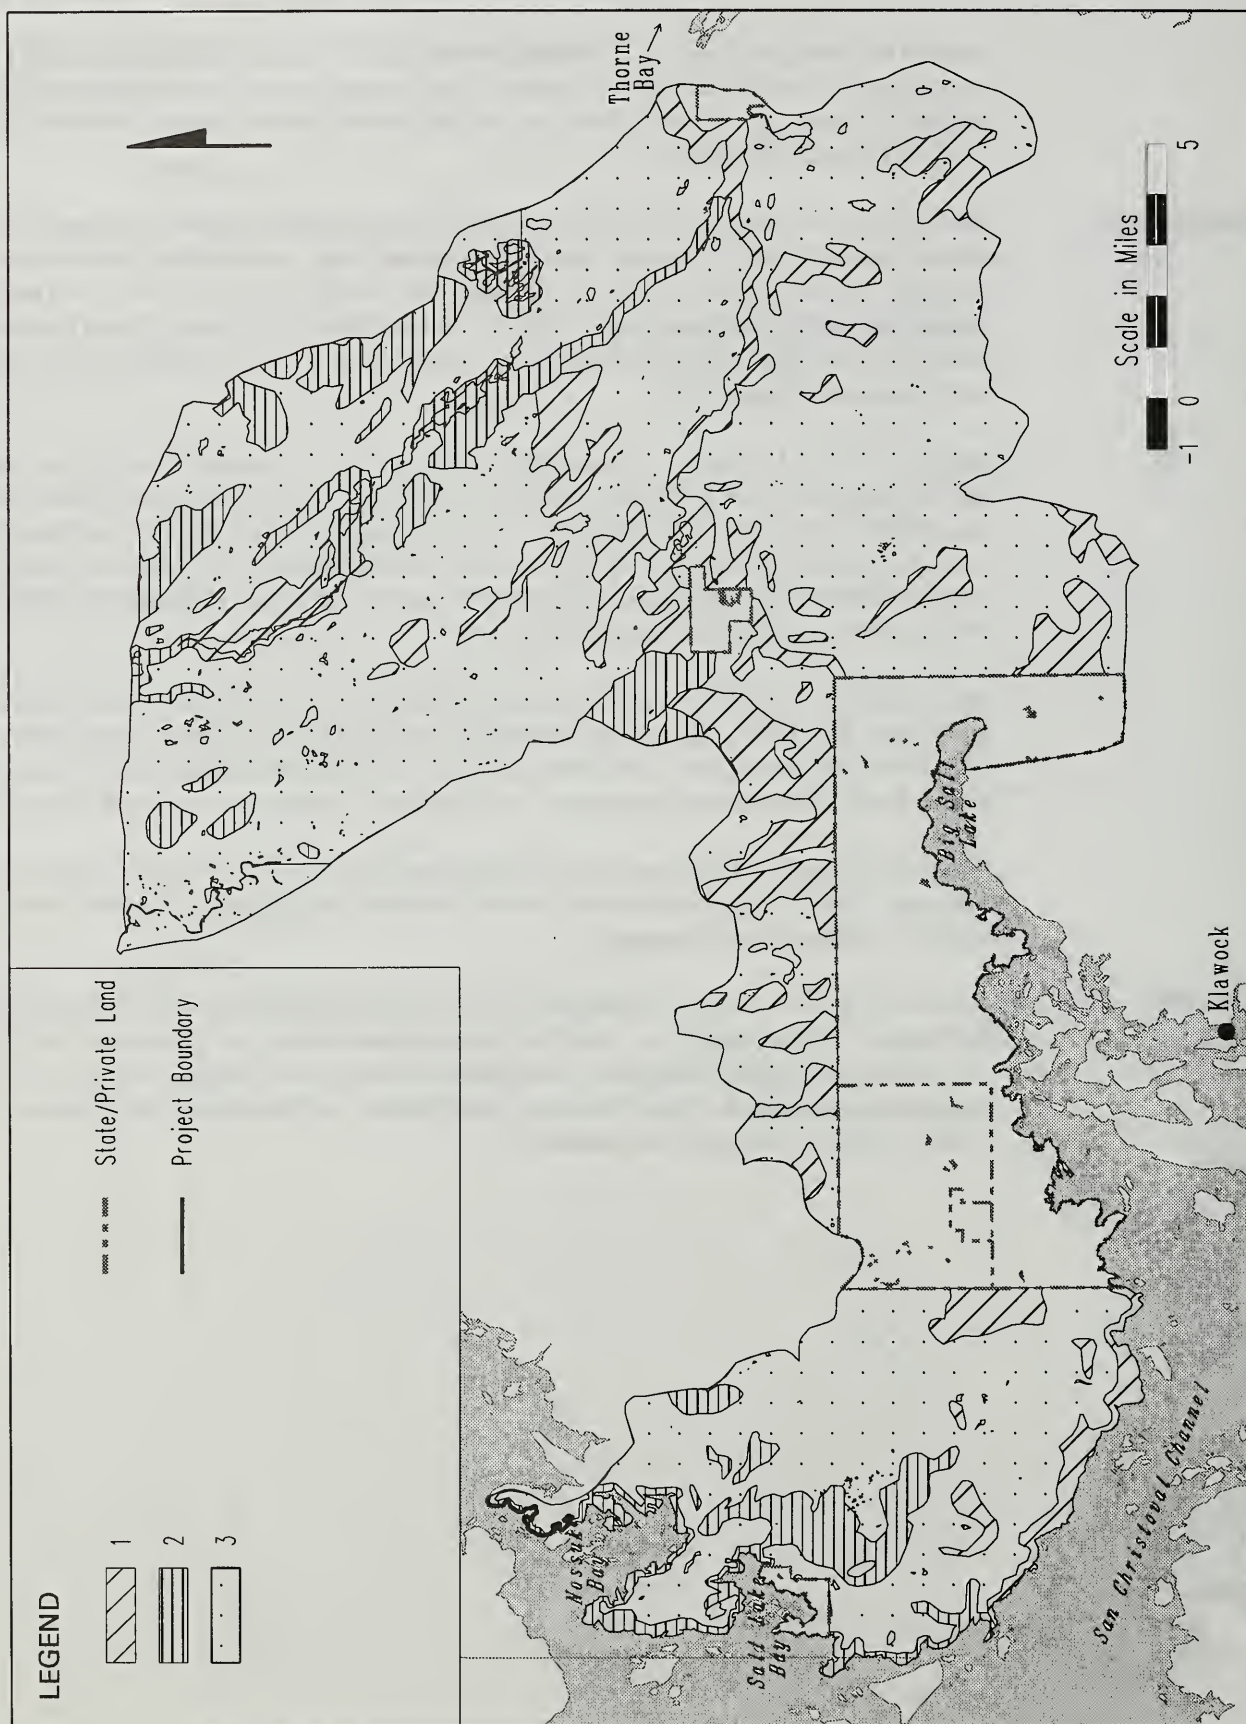 LEGEND
1
2
3
State/Private Land
Project Boundary
Thorne
Bay
Nossuk
Bay
Salt Lake
Bay
Big Salt
Lake
San Christoval Channel
Klawock
Scale in Miles
-1 0 5